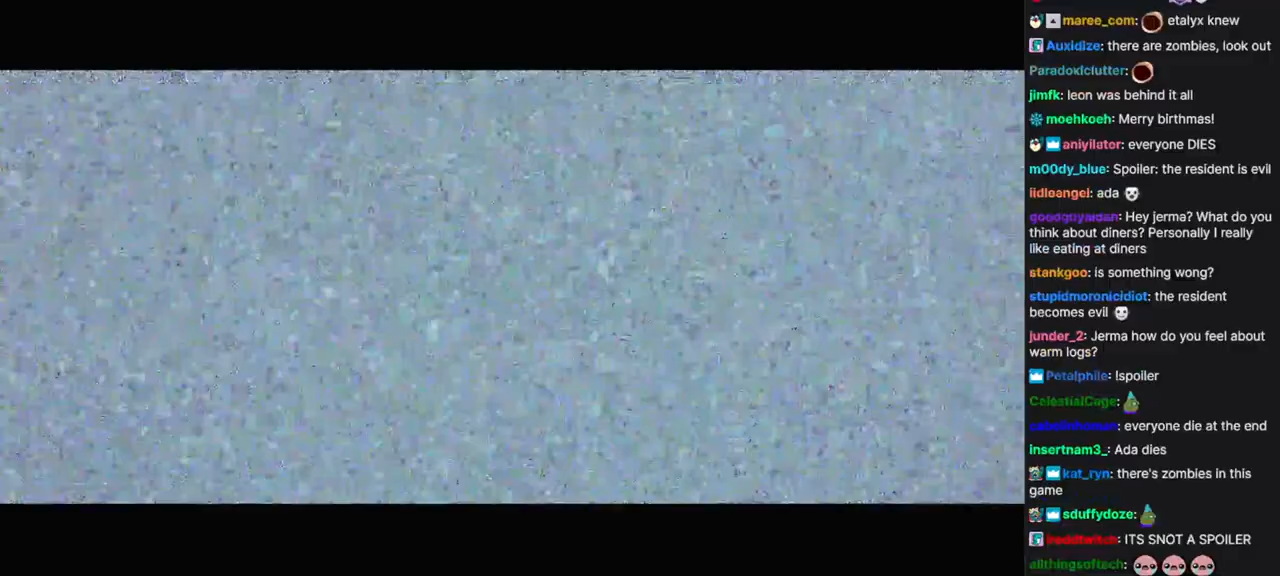 maree_com: etalyx knew
Auxidize: there are zombies, look out
Paradoxiclutter:
jimfk: leon was behind it all
moehkoeh: Merry birthmas!
aniyilator: everyone DIES
m00dy_blue: Spoiler: the resident is evil
iidleangel: ada
goodguyaidan: Hey jerma? What do you
think about diners? Personally I really
like eating at diners
stankgoo: is something wong?
stupidmoronicidiot: the resident
becomes evil
junder_2: Jerma how do you feel about
warm logs?
Petalphile: !spoiler
CelestialCage:
: everyone die at the end
insertnam3_: Ada dies
kat_ryn: there's zombies in this
game
sduffydoze:
: ITS SNOT A SPOILER
allthingsoftech: